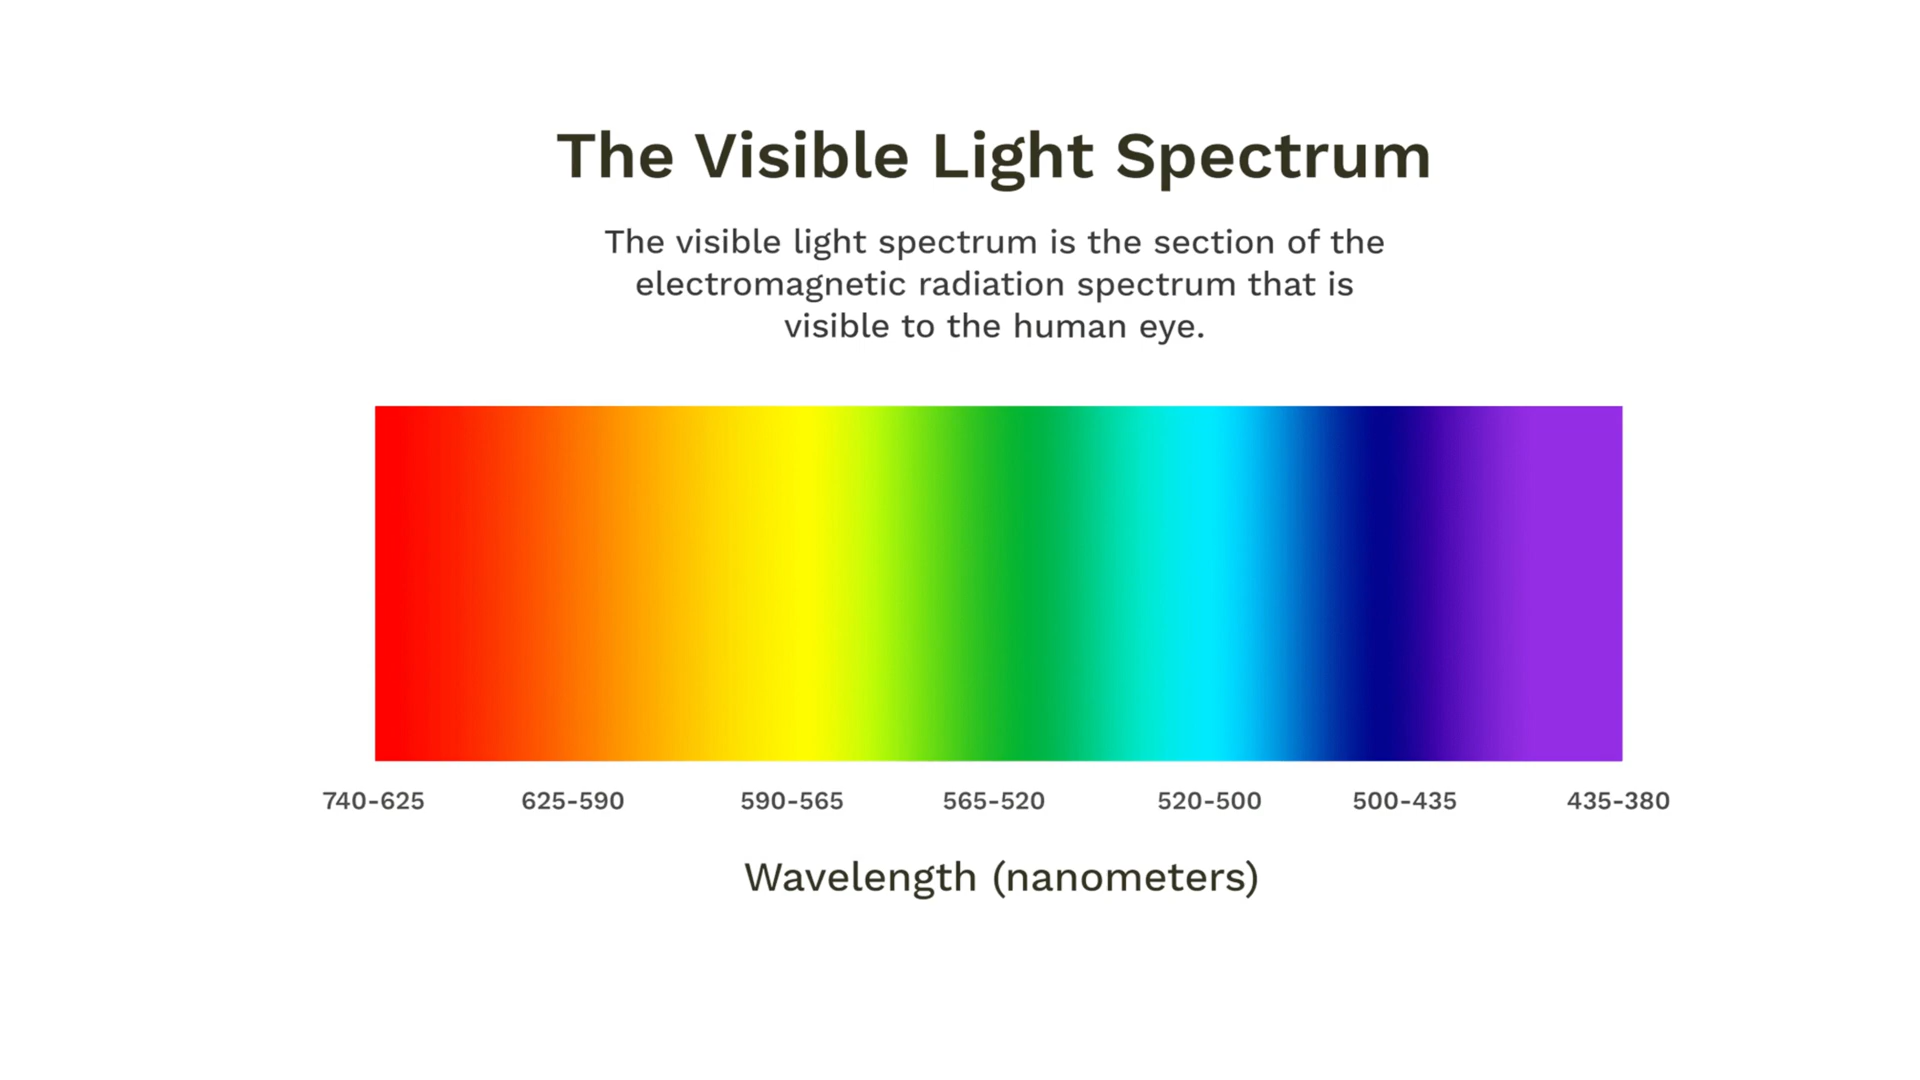 The Visible Light Spectrum
The visible light spectrum is the section of the
electromagnetic radiation spectrum that is
visible to the human eye.
740-625 625-590 590-565 565-520 520-500 500-435 435-380
Wavelength (nanometers)